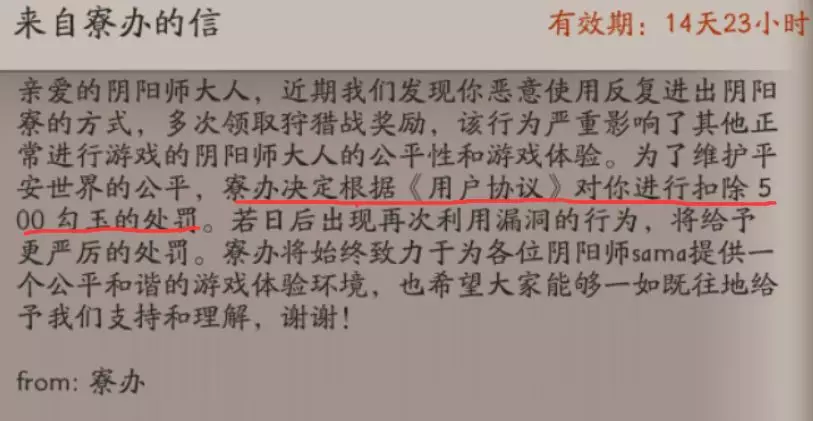 来自寮办的信
有效期：14天23小时
亲爱的阴阳师大人，近期我们发现你恶意使用反复进出阴阳
寮的方式，多次领取狩猎战奖励，该行为严重影响了其他正
常进行游戏的阴阳师大人的公平性和游戏体验。为了维护平
安世界的公平，寮办决定根据《用户协议》对你进行扣除5
00勾玉的处罚。若日后出现再次利用漏洞的行为，将给予
更严厉的处罚。寮办将始终致力于为各位阴阳师sama提供一
个公平和谐的游戏体验环境，也希望大家能够一如既往地给
予我们支持和理解，谢谢！
from: 寮办